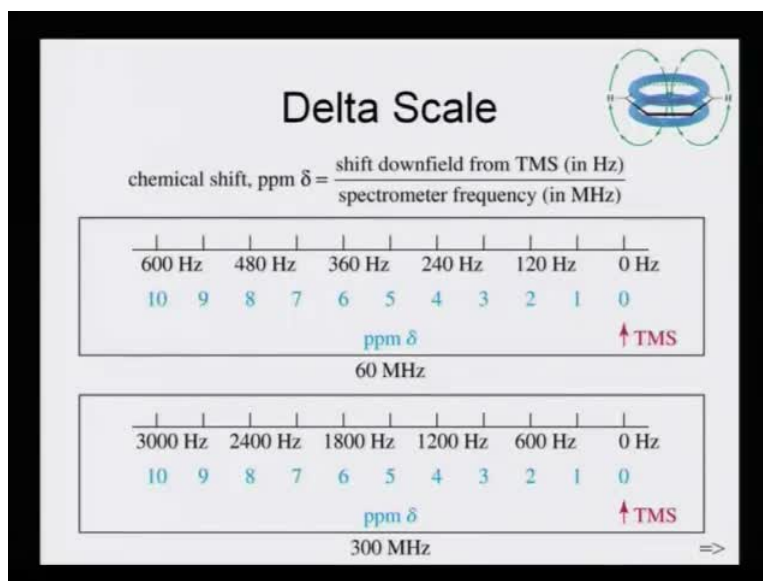 Delta Scale
H H
chemical shift, ppm δ = shift downfield from TMS (in Hz)
spectrometer frequency (in MHz)
600 Hz 480 Hz 360 Hz 240 Hz 120 Hz 0 Hz
10 9 8 7 6 5 4 3 2 1 0
ppm δ ↑ TMS
60 MHz
3000 Hz 2400 Hz 1800 Hz 1200 Hz 600 Hz 0 Hz
10 9 8 7 6 5 4 3 2 1 0
ppm δ ↑ TMS
300 MHz
=>